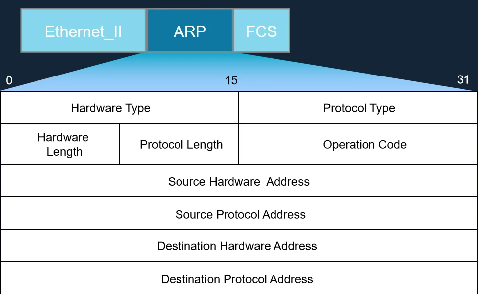 Ethernet_II ARP FCS
0 15 31
Hardware Type Protocol Type
Hardware Length Protocol Length Operation Code
Source Hardware  Address
Source Protocol Address
Destination Hardware Address
Destination Protocol Address